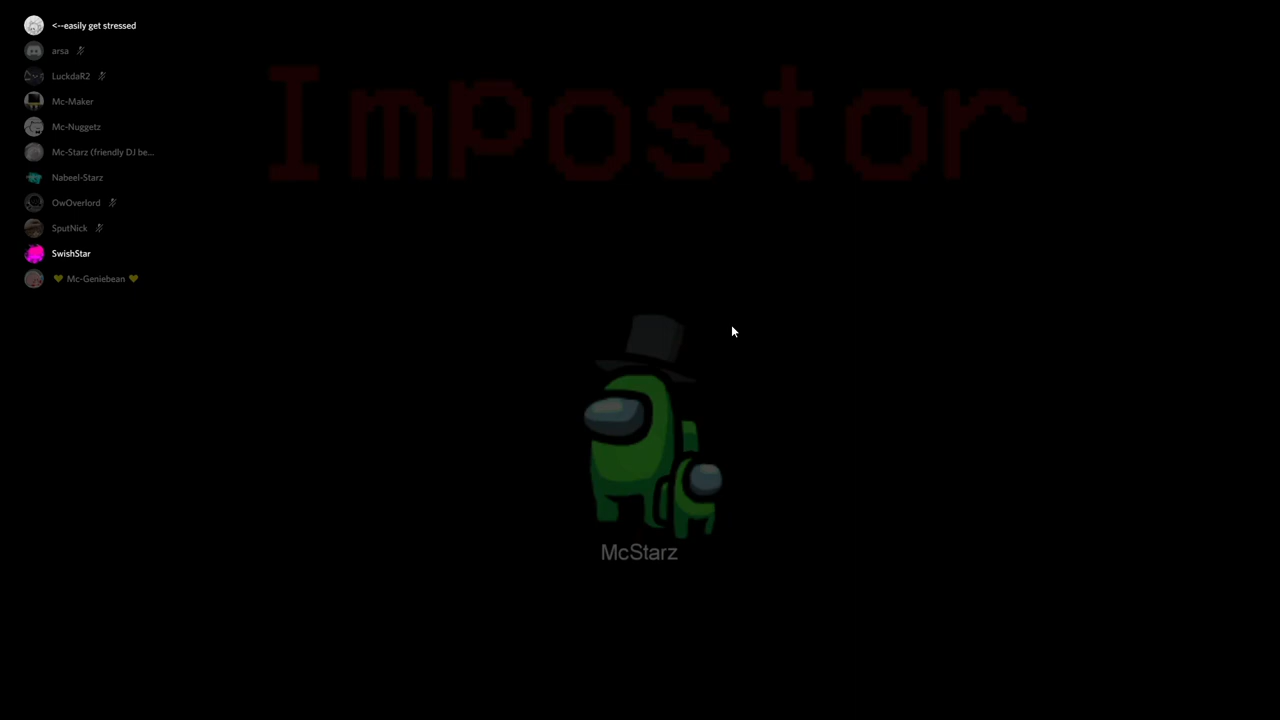 <--easily get stressed
arsa
LuckdaR2
Mc-Maker
Mc-Nuggetz
Mc-Starz (friendly DJ be...
Nabeel-Starz
OwOverlord
SputNick
SwishStar
💛 Mc-Geniebean 💛
Impostor
McStarz